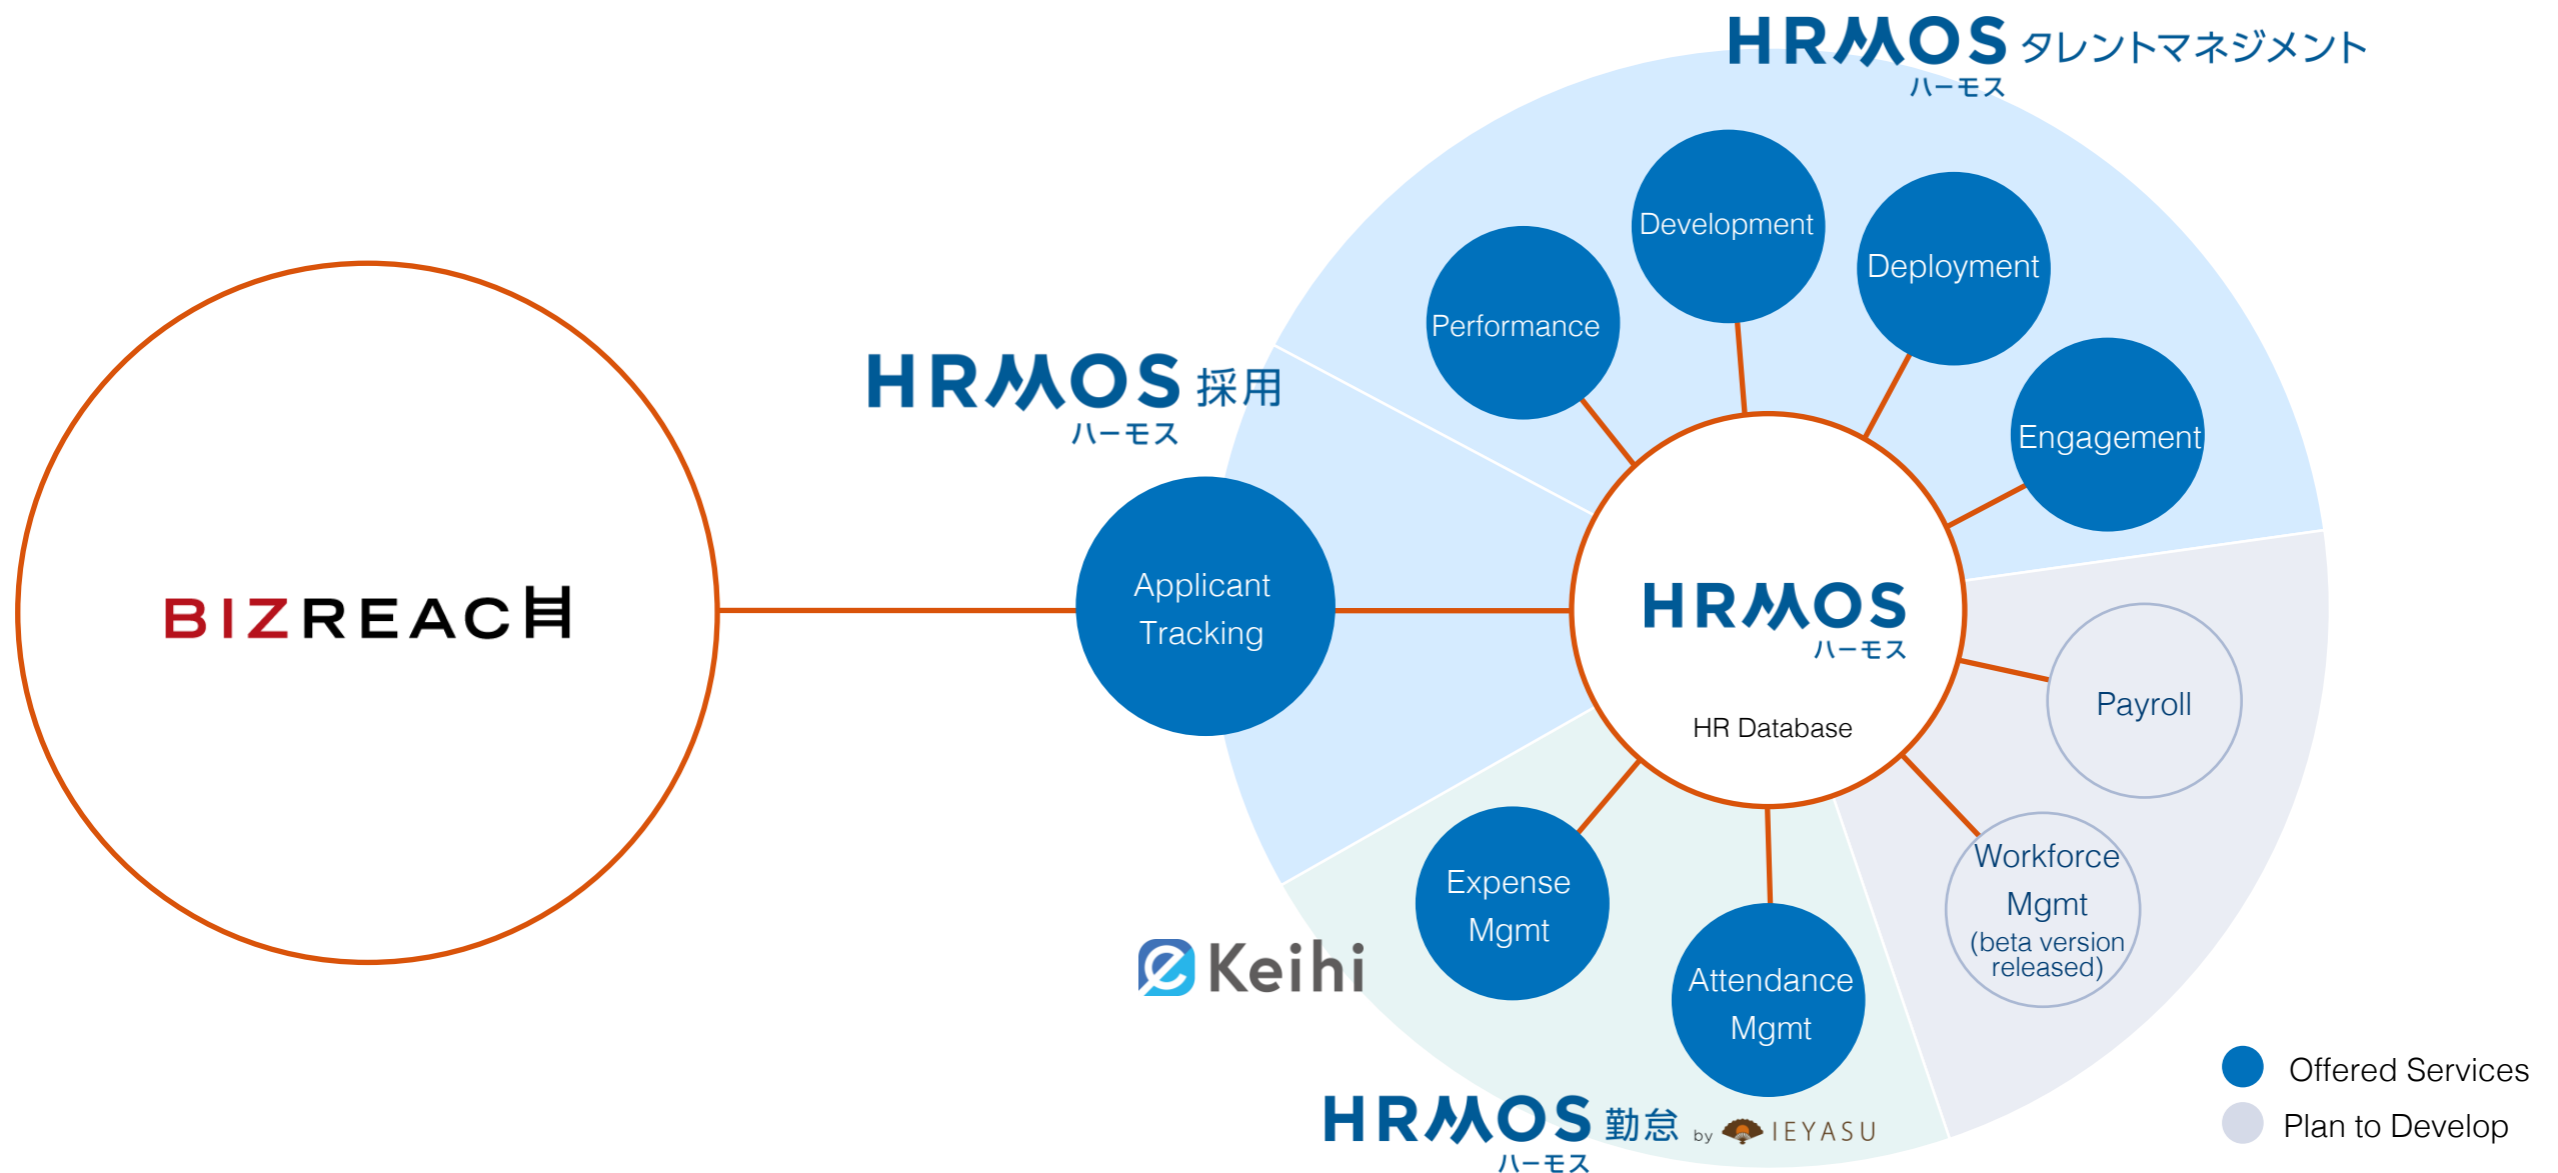 HRMOS タレントマネジメント
ハーモス
Development
Deployment
Performance
Engagement
HRMOS 採用
ハーモス
BIZREACH
Applicant
Tracking
HRMOS
ハーモス
HR Database
Payroll
Workforce
Mgmt
(beta version
released)
Expense
Mgmt
Keihi
Attendance
Mgmt
HRMOS 勤怠 by IEYASU
ハーモス
Offered Services
Plan to Develop